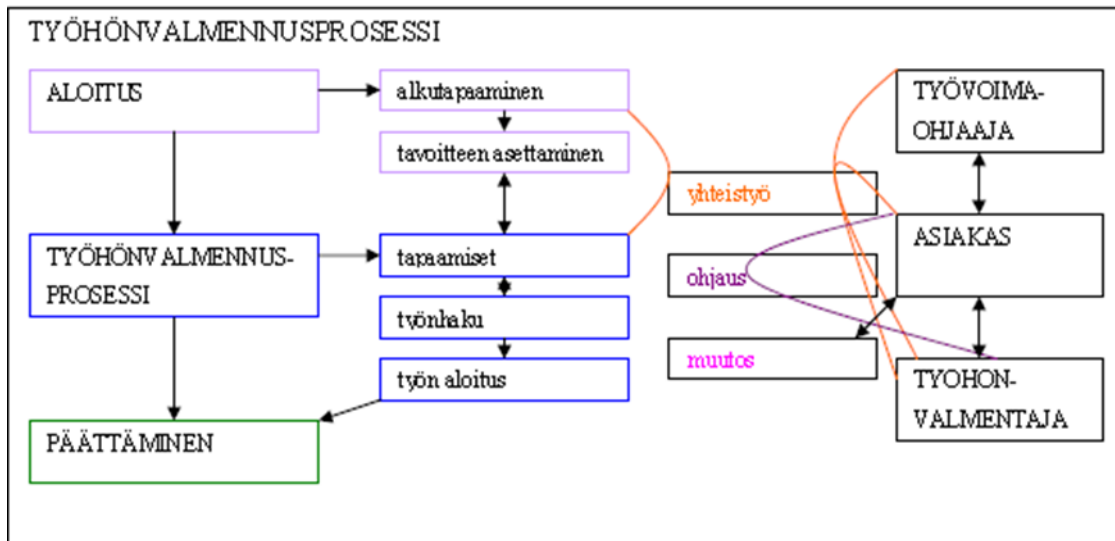 TYÖHÖNVALMENNUSPROSESSI
ALOITUS
alkutapaaminen
tavoitteen asettaminen
TYÖHÖNVALMENNUS-
PROSESSI
tapaamiset
työnhaku
työn aloitus
PÄÄTTÄMINEN
yhteistyö
ohjaus
muutos
TYÖVOIMA-
OHJAAJA
ASIAKAS
TYOHON-
VALMENTAJA